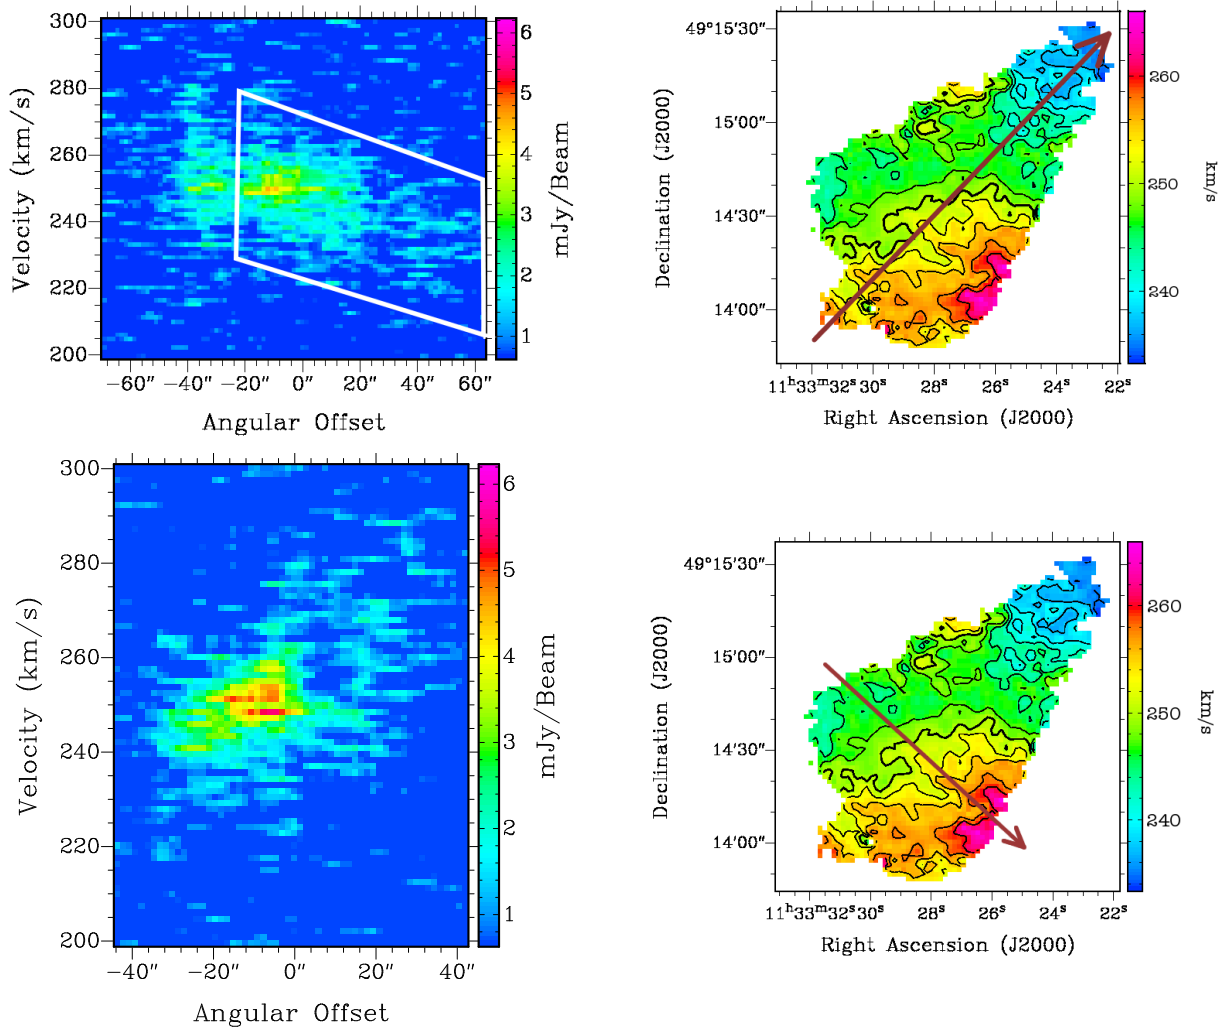 300
280
260
240
220
200
Velocity (km/s)
−60″ −40″ −20″ 0″ 20″ 40″ 60″
Angular Offset
6
5
4
3
2
1
mJy/Beam
49°15′30″
15′00″
14′30″
14′00″
Declination (J2000)
11ʰ33ᵐ32ˢ 30ˢ 28ˢ 26ˢ 24ˢ 22ˢ
Right Ascension (J2000)
260
250
240
km/s
300
280
260
240
220
200
Velocity (km/s)
−40″ −20″ 0″ 20″ 40″
Angular Offset
6
5
4
3
2
1
mJy/Beam
49°15′30″
15′00″
14′30″
14′00″
Declination (J2000)
11ʰ33ᵐ32ˢ 30ˢ 28ˢ 26ˢ 24ˢ 22ˢ
Right Ascension (J2000)
260
250
240
km/s